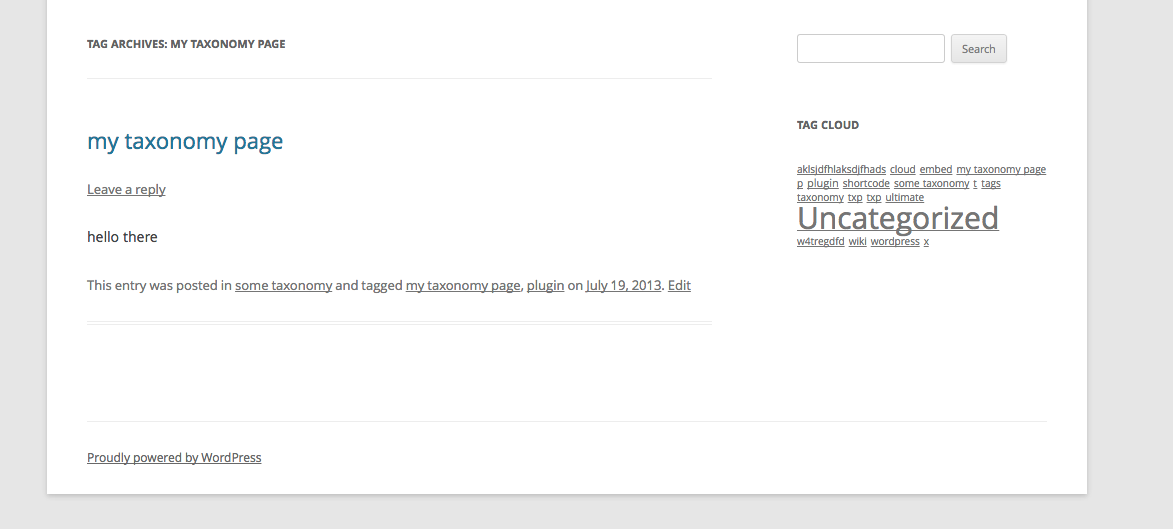 TAG ARCHIVES: MY TAXONOMY PAGE
my taxonomy page
Leave a reply
hello there
This entry was posted in some taxonomy and tagged my taxonomy page, plugin on July 19, 2013. Edit
Search
TAG CLOUD
aklsjdfhlaksdjfhads cloud embed my taxonomy page
p plugin shortcode some taxonomy t tags
taxonomy txp txp ultimate
Uncategorized
w4tregdfd wiki wordpress x
Proudly powered by WordPress